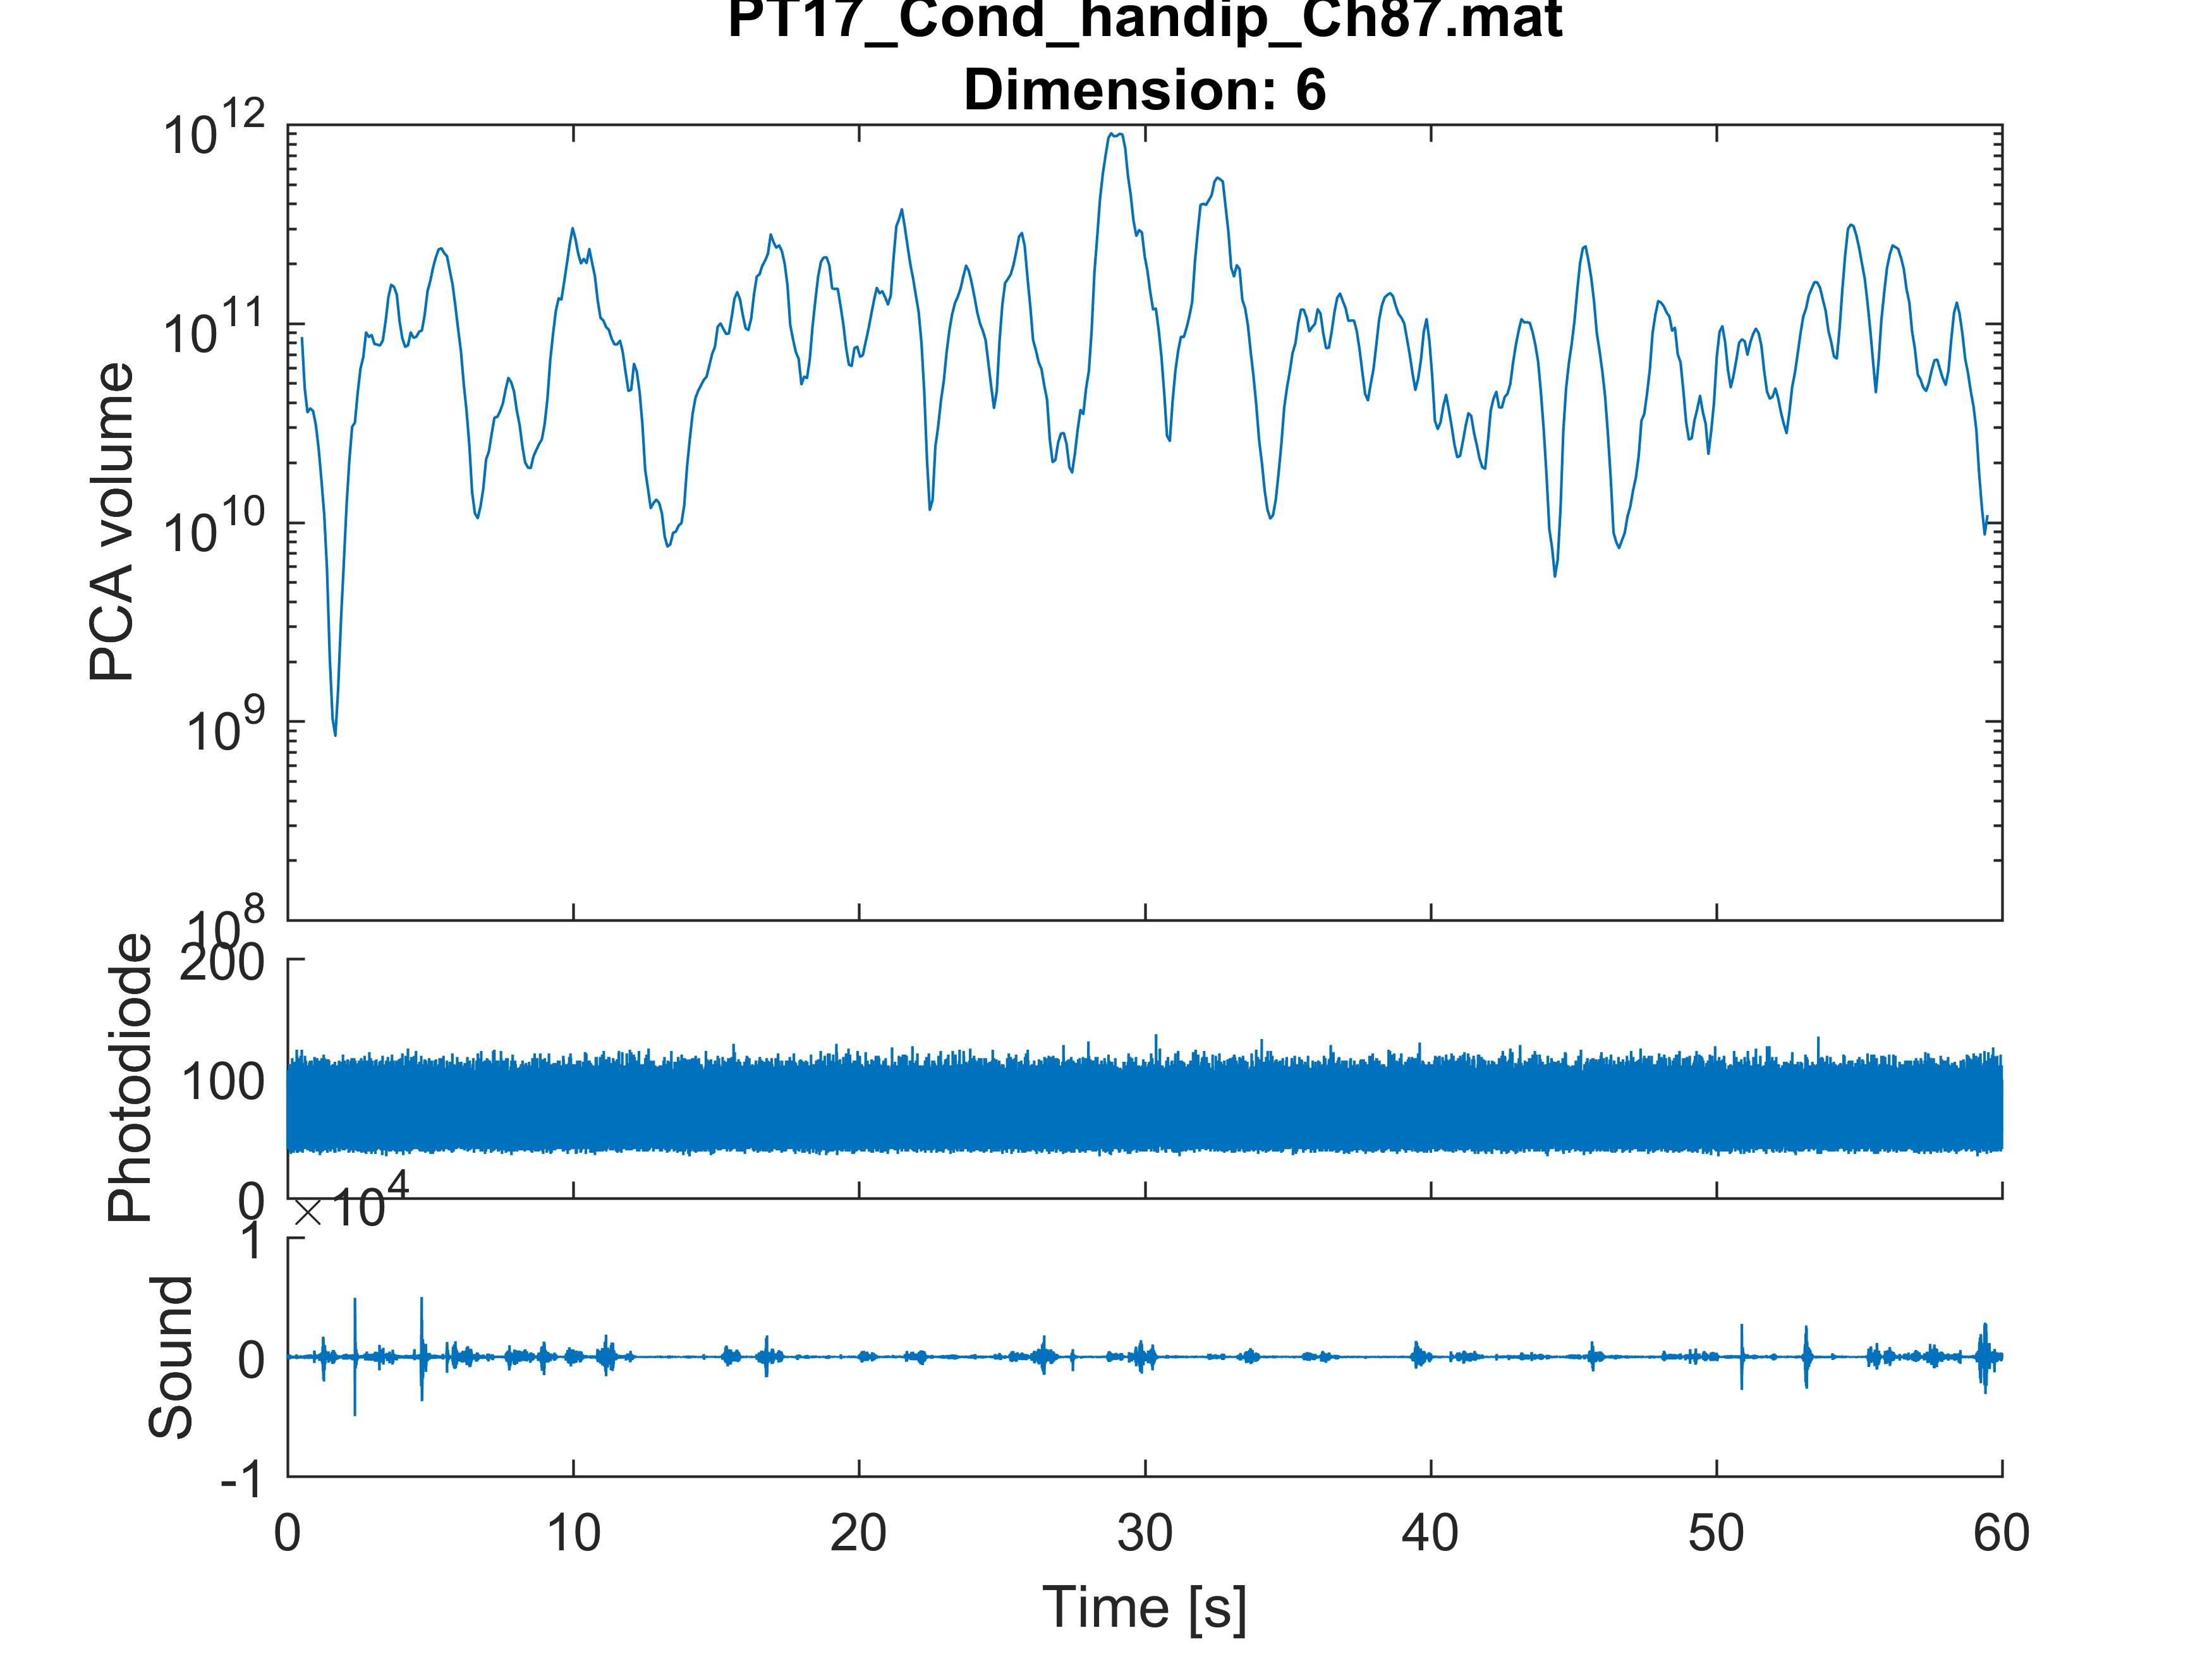 PT17_Cond_handip_Ch87.mat
Dimension: 6
10^12
10^11
10^10
10^9
10^8
PCA volume
200
100
0
Photodiode
×10^4
1
0
-1
Sound
0 10 20 30 40 50 60
Time [s]